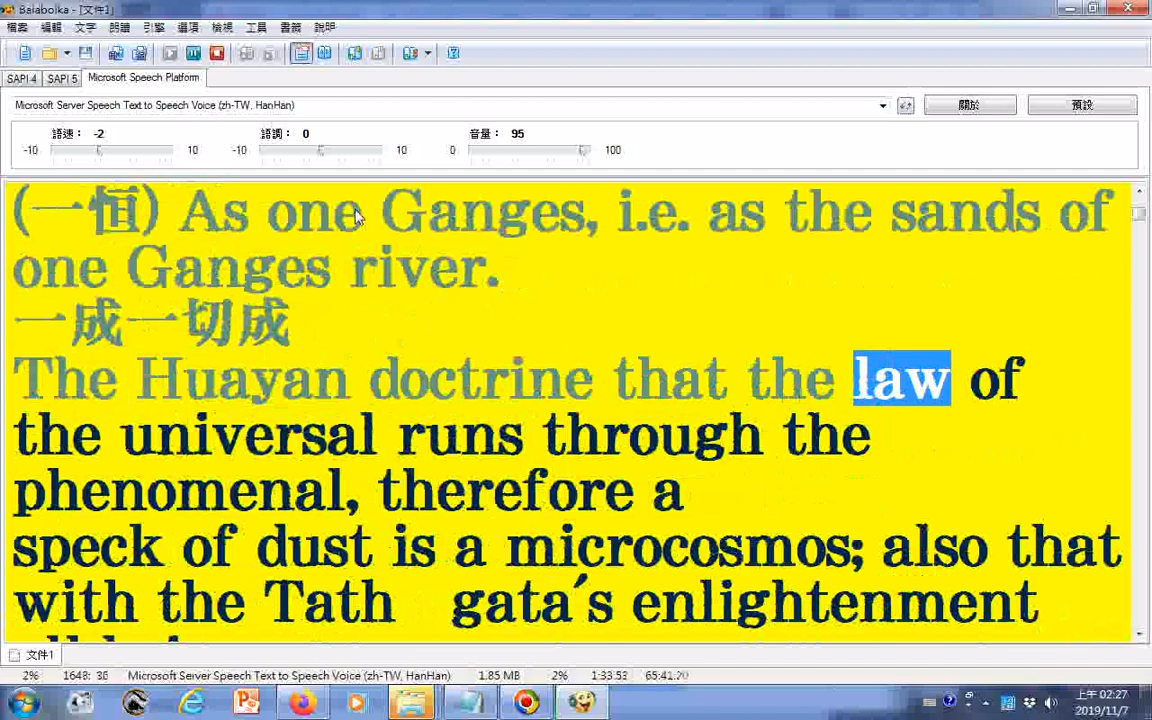 Balabolka - [文件1]
檔案 編輯 文字 朗讀 引擎 選項 檢視 工具 書籤 說明
SAPI 4 SAPI 5 Microsoft Speech Platform
Microsoft Server Speech Text to Speech Voice (zh-TW, HanHan) 關於 預設
語速： -2 語調： 0 音量： 95
-10 10 -10 10 0 100
(一恒) As one Ganges, i.e. as the sands of
one Ganges river.
一成一切成
The Huayan doctrine that the law of
the universal runs through the
phenomenal, therefore a
speck of dust is a microcosmos; also that
with the Tath gata´s enlightenment
文件1
2% 1648: 38 Microsoft Server Speech Text to Speech Voice (zh-TW, HanHan) 1.85 MB 2% 1:33:53 65:41:20
上午 02:27
2019/11/7